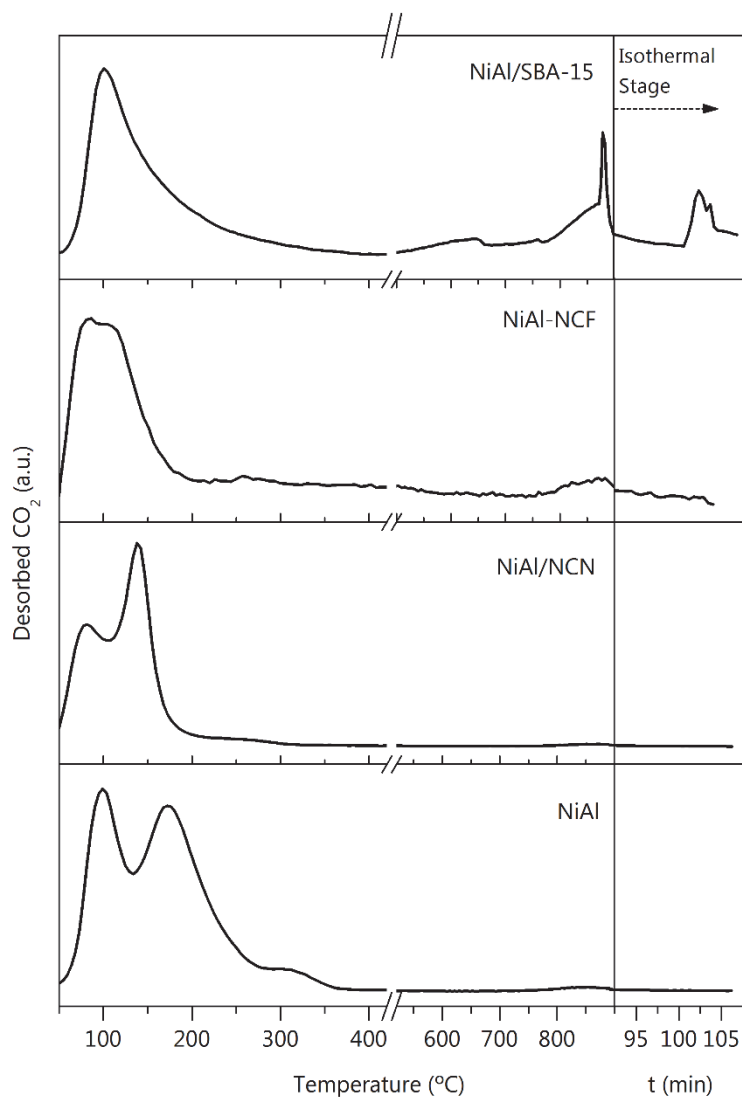 NiAl/SBA-15
Isothermal
Stage
NiAl-NCF
NiAl/NCN
NiAl
Desorbed CO₂ (a.u.)
100 200 300 400 600 700 800 95 100 105
Temperature (ºC) t (min)